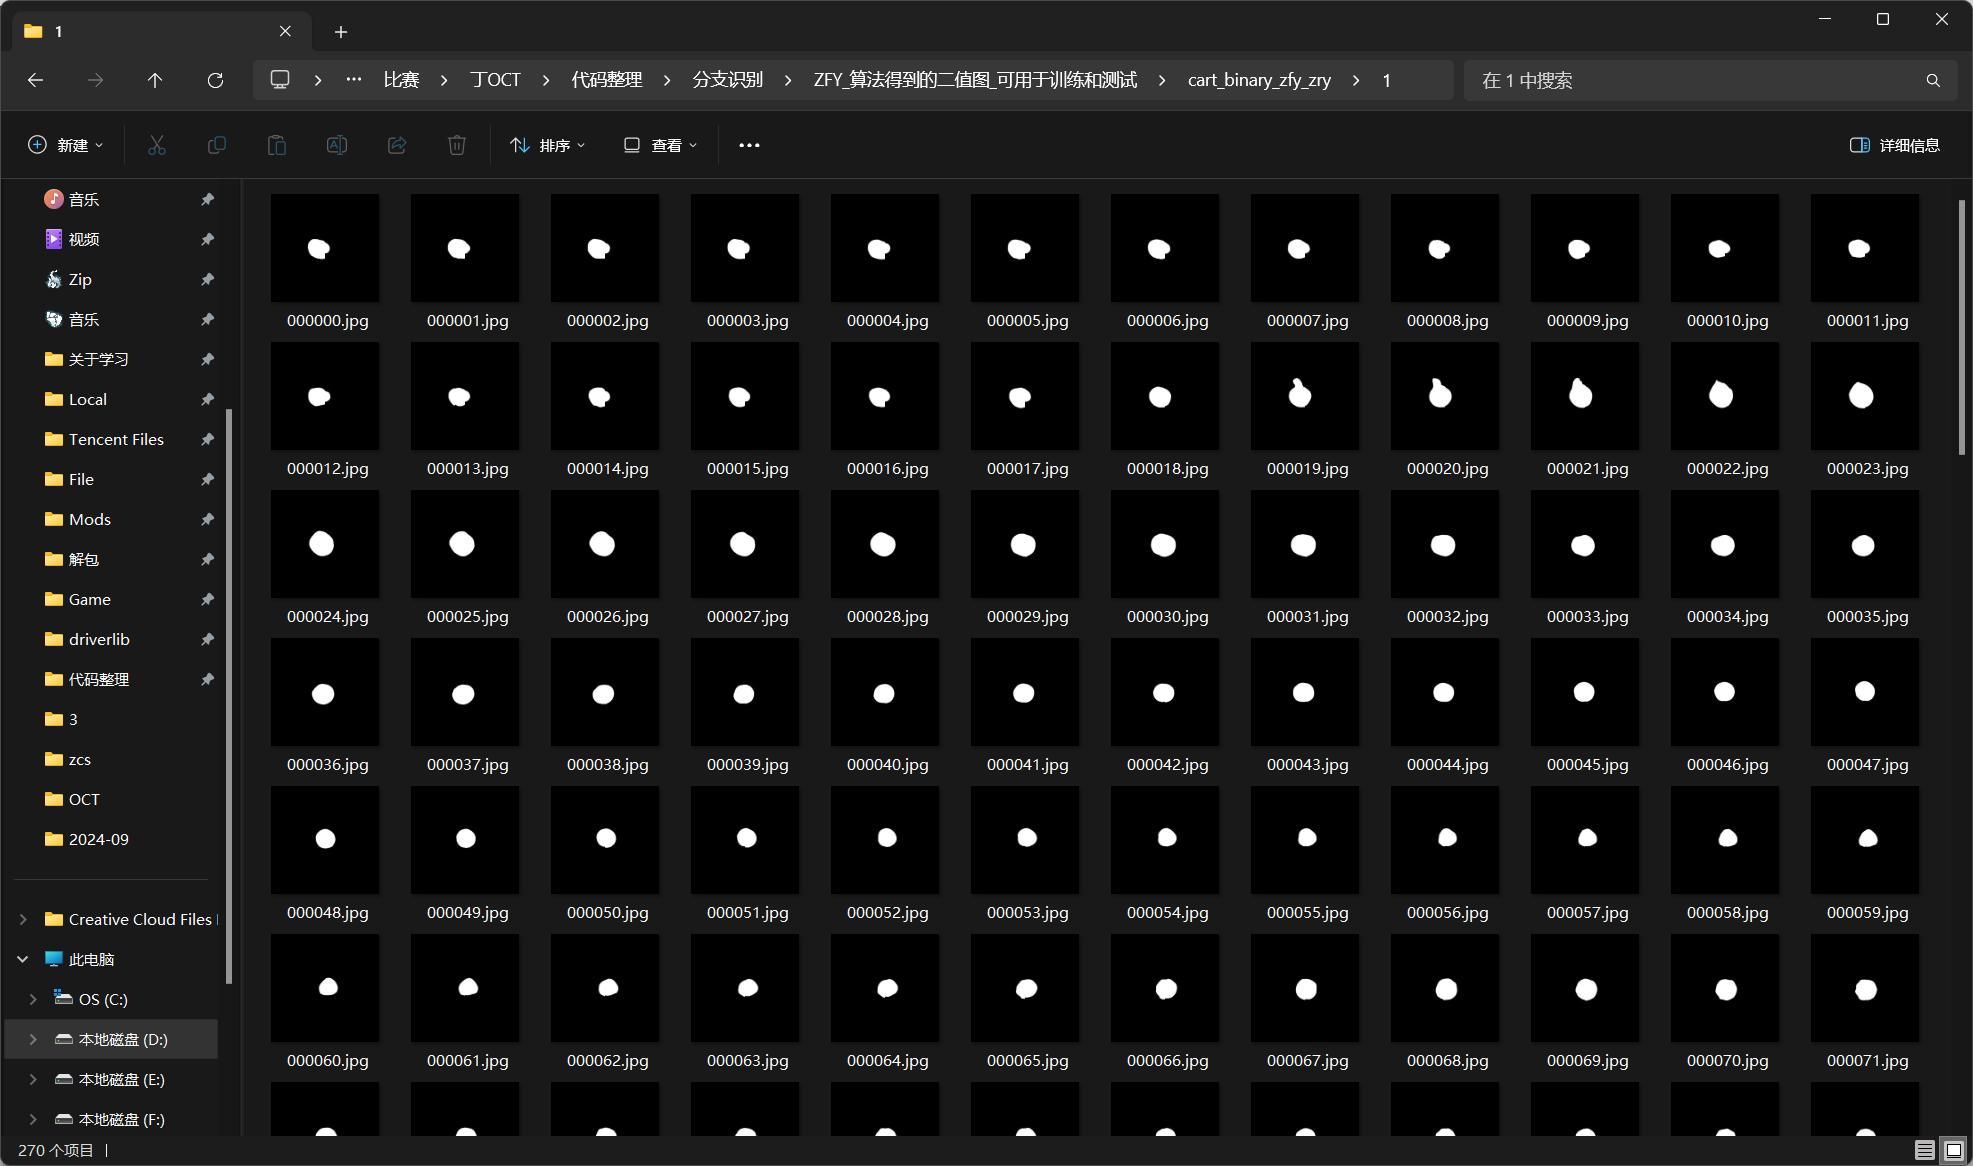 1
比赛 丁OCT 代码整理 分支识别 ZFY_算法得到的二值图_可用于训练和测试 cart_binary_zfy_zry 1
在 1 中搜索
新建 排序 查看 详细信息
音乐
视频
Zip
音乐
关于学习
Local
Tencent Files
File
Mods
解包
Game
driverlib
代码整理
3
zcs
OCT
2024-09
Creative Cloud Files
此电脑
OS (C:)
本地磁盘 (D:)
本地磁盘 (E:)
本地磁盘 (F:)
000000.jpg 000001.jpg 000002.jpg 000003.jpg 000004.jpg 000005.jpg 000006.jpg 000007.jpg 000008.jpg 000009.jpg 000010.jpg 000011.jpg
000012.jpg 000013.jpg 000014.jpg 000015.jpg 000016.jpg 000017.jpg 000018.jpg 000019.jpg 000020.jpg 000021.jpg 000022.jpg 000023.jpg
000024.jpg 000025.jpg 000026.jpg 000027.jpg 000028.jpg 000029.jpg 000030.jpg 000031.jpg 000032.jpg 000033.jpg 000034.jpg 000035.jpg
000036.jpg 000037.jpg 000038.jpg 000039.jpg 000040.jpg 000041.jpg 000042.jpg 000043.jpg 000044.jpg 000045.jpg 000046.jpg 000047.jpg
000048.jpg 000049.jpg 000050.jpg 000051.jpg 000052.jpg 000053.jpg 000054.jpg 000055.jpg 000056.jpg 000057.jpg 000058.jpg 000059.jpg
000060.jpg 000061.jpg 000062.jpg 000063.jpg 000064.jpg 000065.jpg 000066.jpg 000067.jpg 000068.jpg 000069.jpg 000070.jpg 000071.jpg
270 个项目